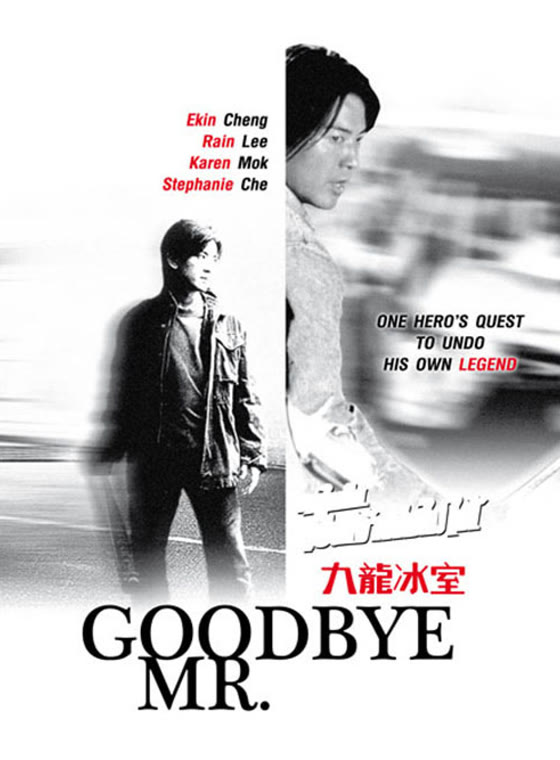 Ekin Cheng
Rain Lee
Karen Mok
Stephanie Che
ONE HERO'S QUEST
TO UNDO
HIS OWN LEGEND
九龍冰室
GOODBYE
MR.